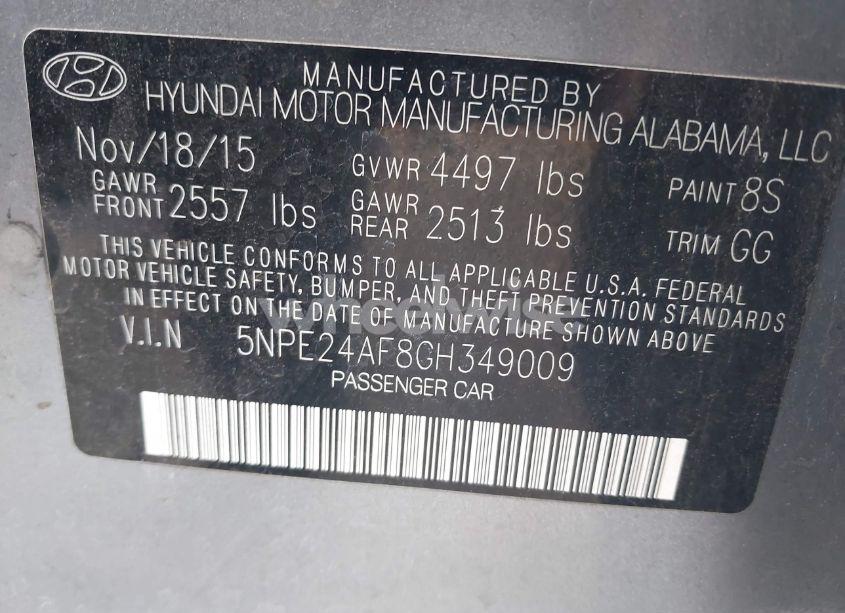 MANUFACTURED BY
HYUNDAI MOTOR MANUFACTURING ALABAMA, LLC
Nov/18/15 GVWR 4497 lbs PAINT 8S
GAWR FRONT 2557 lbs GAWR REAR 2513 lbs TRIM GG
THIS VEHICLE CONFORMS TO ALL APPLICABLE U.S.A. FEDERAL
MOTOR VEHICLE SAFETY, BUMPER, AND THEFT PREVENTION STANDARDS
IN EFFECT ON THE DATE OF MANUFACTURE SHOWN ABOVE
wheelwise
V.I.N 5NPE24AF8GH349009
PASSENGER CAR